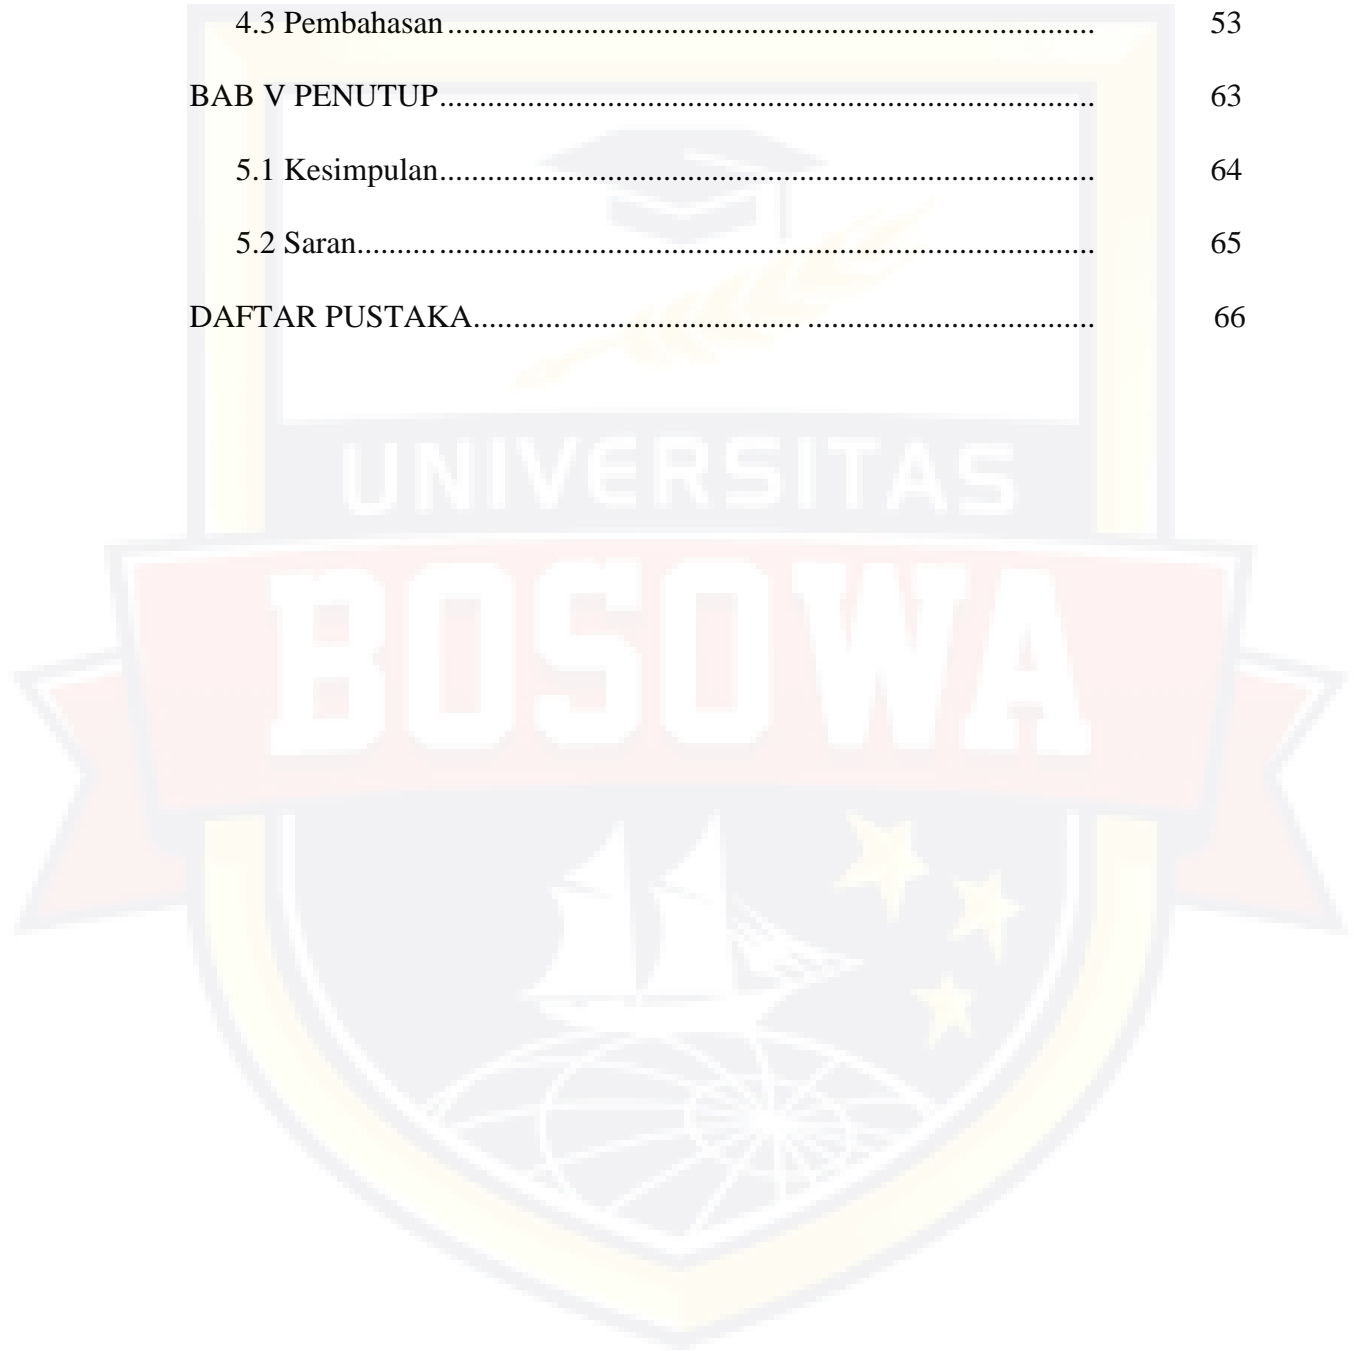 4.3 Pembahasan ................................................................................. 53
BAB V PENUTUP.................................................................................. 63
5.1 Kesimpulan.................................................................................. 64
5.2 Saran.......... .................................................................................. 65
DAFTAR PUSTAKA......................................... .................................... 66
UNIVERSITAS
BOSOWA